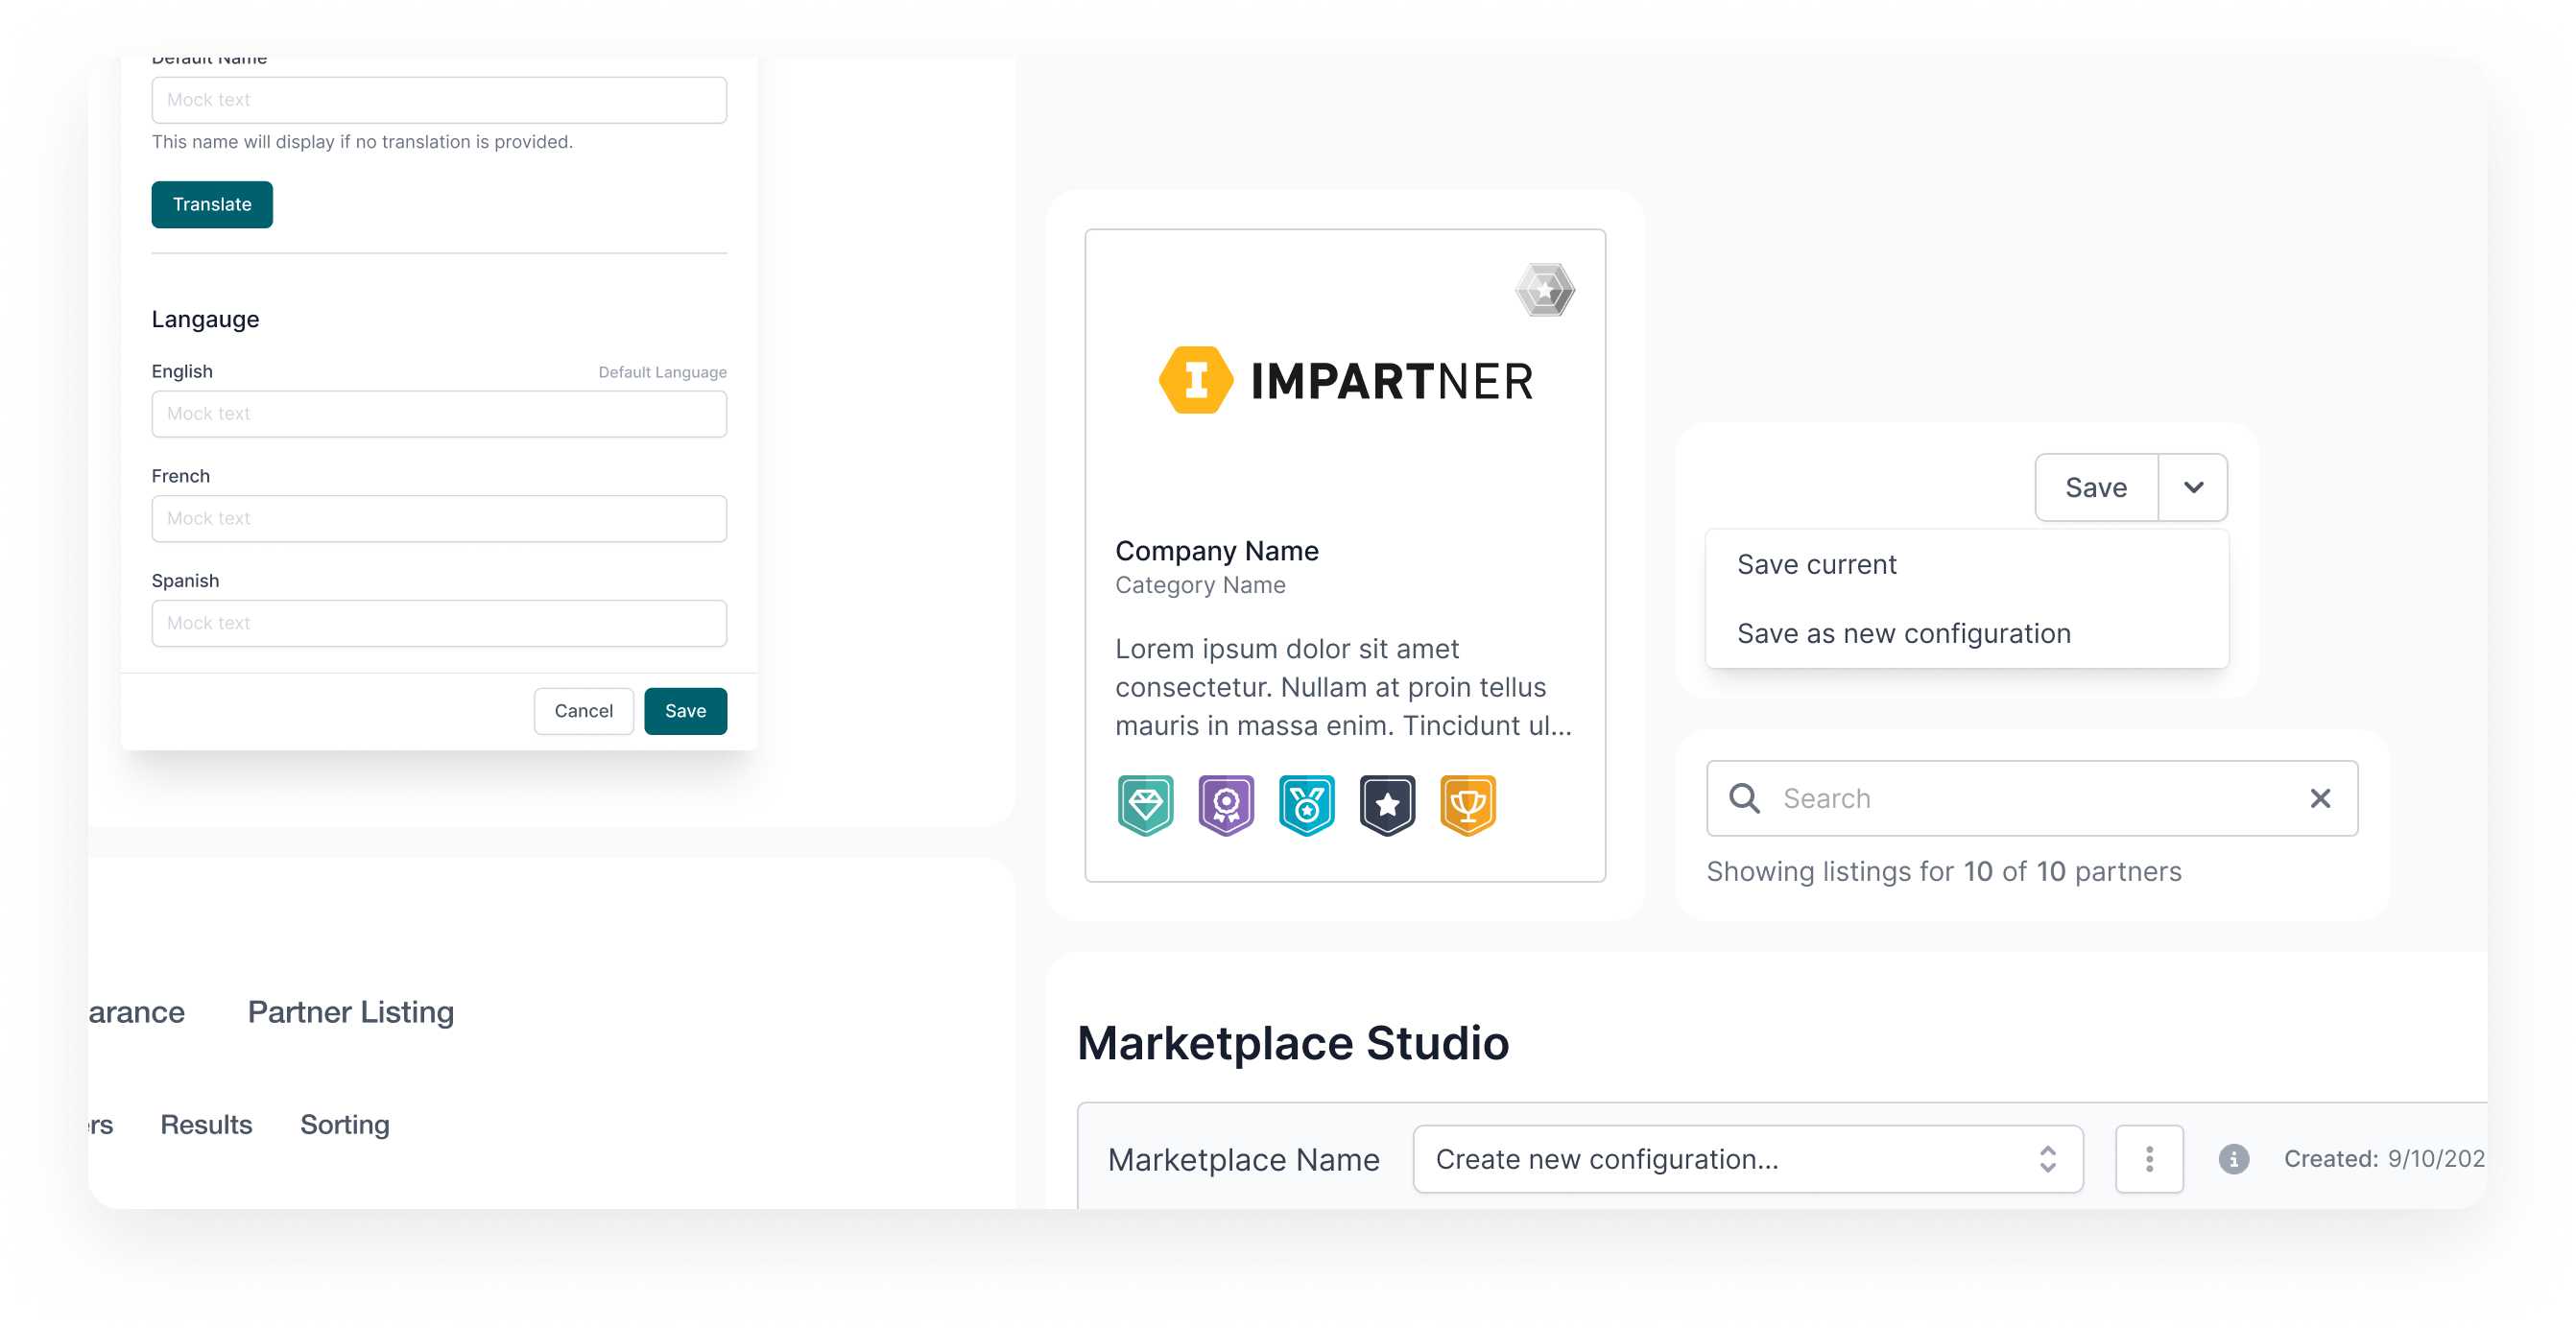 Default Name
Mock text
This name will display if no translation is provided.
Translate
Langauge
English
Default Language
Mock text
French
Mock text
Spanish
Mock text
Cancel
Save
arance
Partner Listing
rs
Results
Sorting
IMPARTNER
Company Name
Category Name
Lorem ipsum dolor sit amet
consectetur. Nullam at proin tellus
mauris in massa enim. Tincidunt ul...
Save
Save current
Save as new configuration
Search
Showing listings for 10 of 10 partners
Marketplace Studio
Marketplace Name
Create new configuration...
Created: 9/10/202